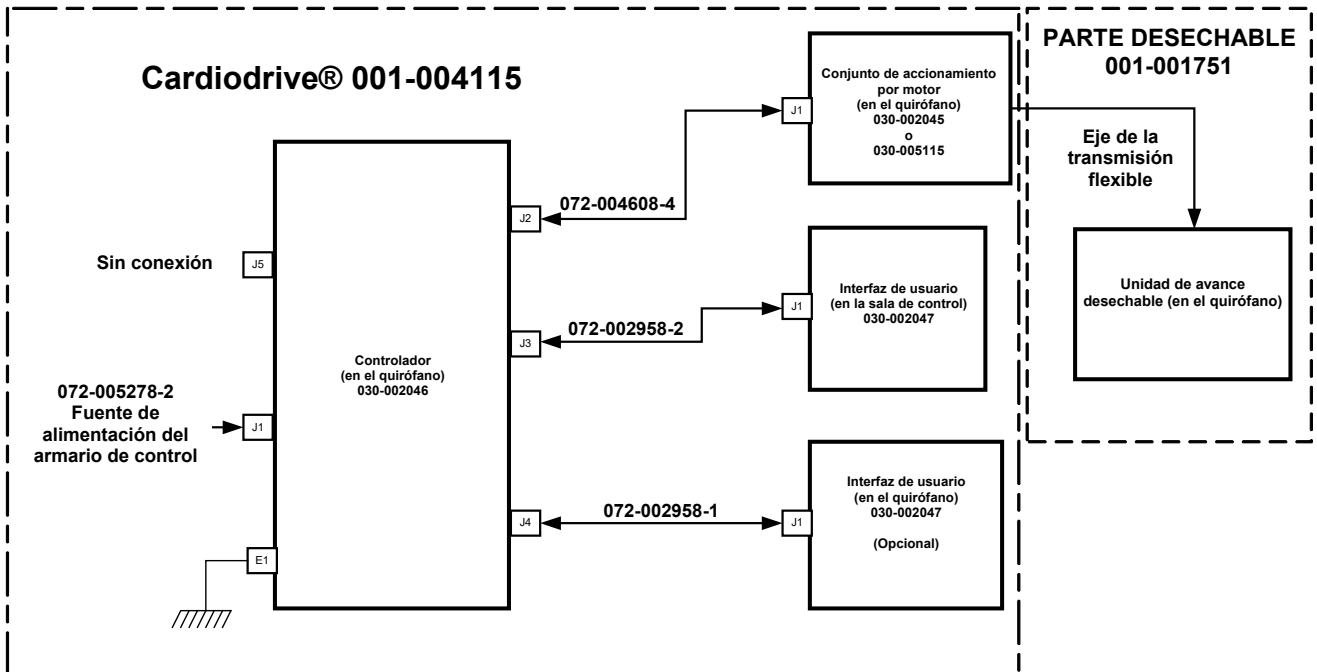 Cardiodrive® 001-004115
PARTE DESECHABLE
001-001751
Conjunto de accionamiento
por motor
(en el quirófano)
030-002045
o
030-005115
J1
Eje de la
transmisión
flexible
072-004608-4
J2
Sin conexión
J5
Interfaz de usuario
(en la sala de control)
030-002047
J1
Unidad de avance
desechable (en el quirófano)
072-002958-2
J3
Controlador
(en el quirófano)
030-002046
072-005278-2
Fuente de
alimentación del
armario de control
J1
Interfaz de usuario
(en el quirófano)
030-002047
(Opcional)
J1
072-002958-1
J4
E1